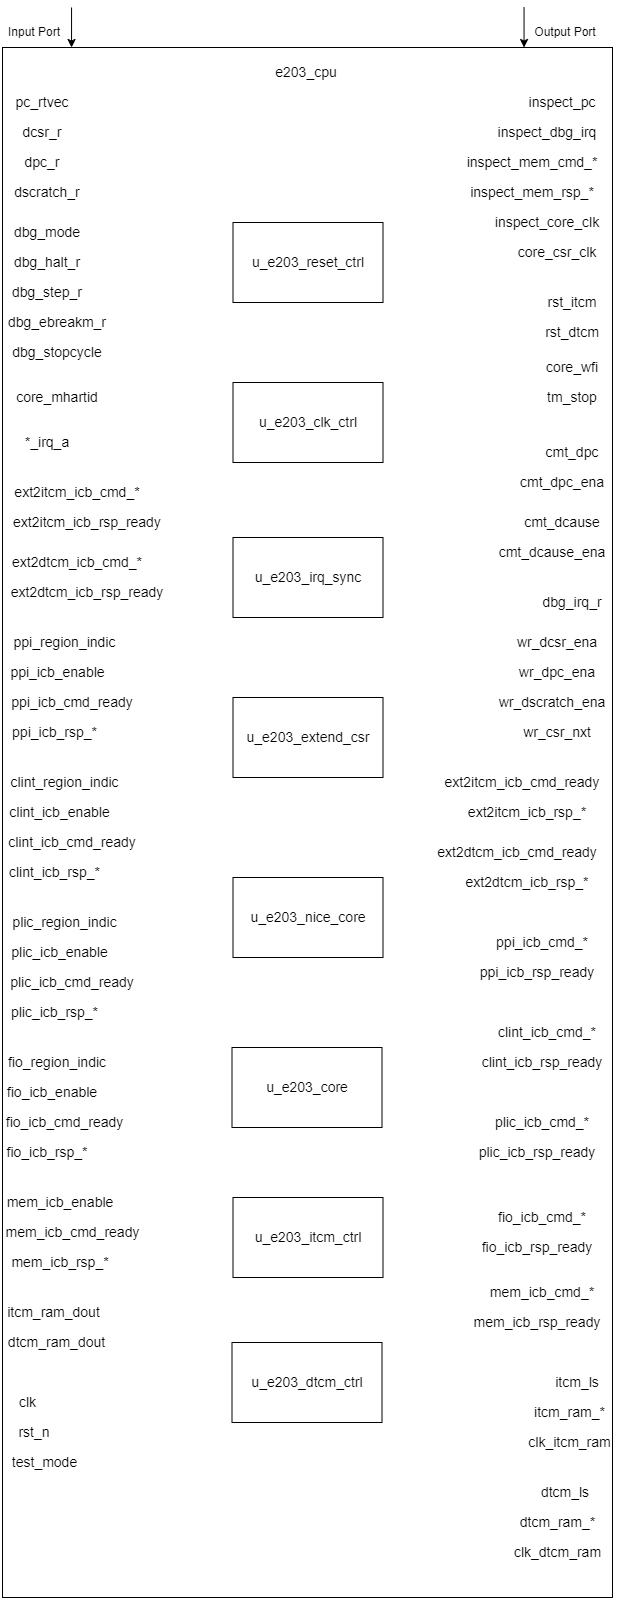 Input Port
Output Port
e203_cpu
pc_rtvec
dcsr_r
dpc_r
dscratch_r
dbg_mode
dbg_halt_r
dbg_step_r
dbg_ebreakm_r
dbg_stopcycle
core_mhartid
*_irq_a
ext2itcm_icb_cmd_*
ext2itcm_icb_rsp_ready
ext2dtcm_icb_cmd_*
ext2dtcm_icb_rsp_ready
ppi_region_indic
ppi_icb_enable
ppi_icb_cmd_ready
ppi_icb_rsp_*
clint_region_indic
clint_icb_enable
clint_icb_cmd_ready
clint_icb_rsp_*
plic_region_indic
plic_icb_enable
plic_icb_cmd_ready
plic_icb_rsp_*
fio_region_indic
fio_icb_enable
fio_icb_cmd_ready
fio_icb_rsp_*
mem_icb_enable
mem_icb_cmd_ready
mem_icb_rsp_*
itcm_ram_dout
dtcm_ram_dout
clk
rst_n
test_mode
u_e203_reset_ctrl
u_e203_clk_ctrl
u_e203_irq_sync
u_e203_extend_csr
u_e203_nice_core
u_e203_core
u_e203_itcm_ctrl
u_e203_dtcm_ctrl
inspect_pc
inspect_dbg_irq
inspect_mem_cmd_*
inspect_mem_rsp_*
inspect_core_clk
core_csr_clk
rst_itcm
rst_dtcm
core_wfi
tm_stop
cmt_dpc
cmt_dpc_ena
cmt_dcause
cmt_dcause_ena
dbg_irq_r
wr_dcsr_ena
wr_dpc_ena
wr_dscratch_ena
wr_csr_nxt
ext2itcm_icb_cmd_ready
ext2itcm_icb_rsp_*
ext2dtcm_icb_cmd_ready
ext2dtcm_icb_rsp_*
ppi_icb_cmd_*
ppi_icb_rsp_ready
clint_icb_cmd_*
clint_icb_rsp_ready
plic_icb_cmd_*
plic_icb_rsp_ready
fio_icb_cmd_*
fio_icb_rsp_ready
mem_icb_cmd_*
mem_icb_rsp_ready
itcm_ls
itcm_ram_*
clk_itcm_ram
dtcm_ls
dtcm_ram_*
clk_dtcm_ram